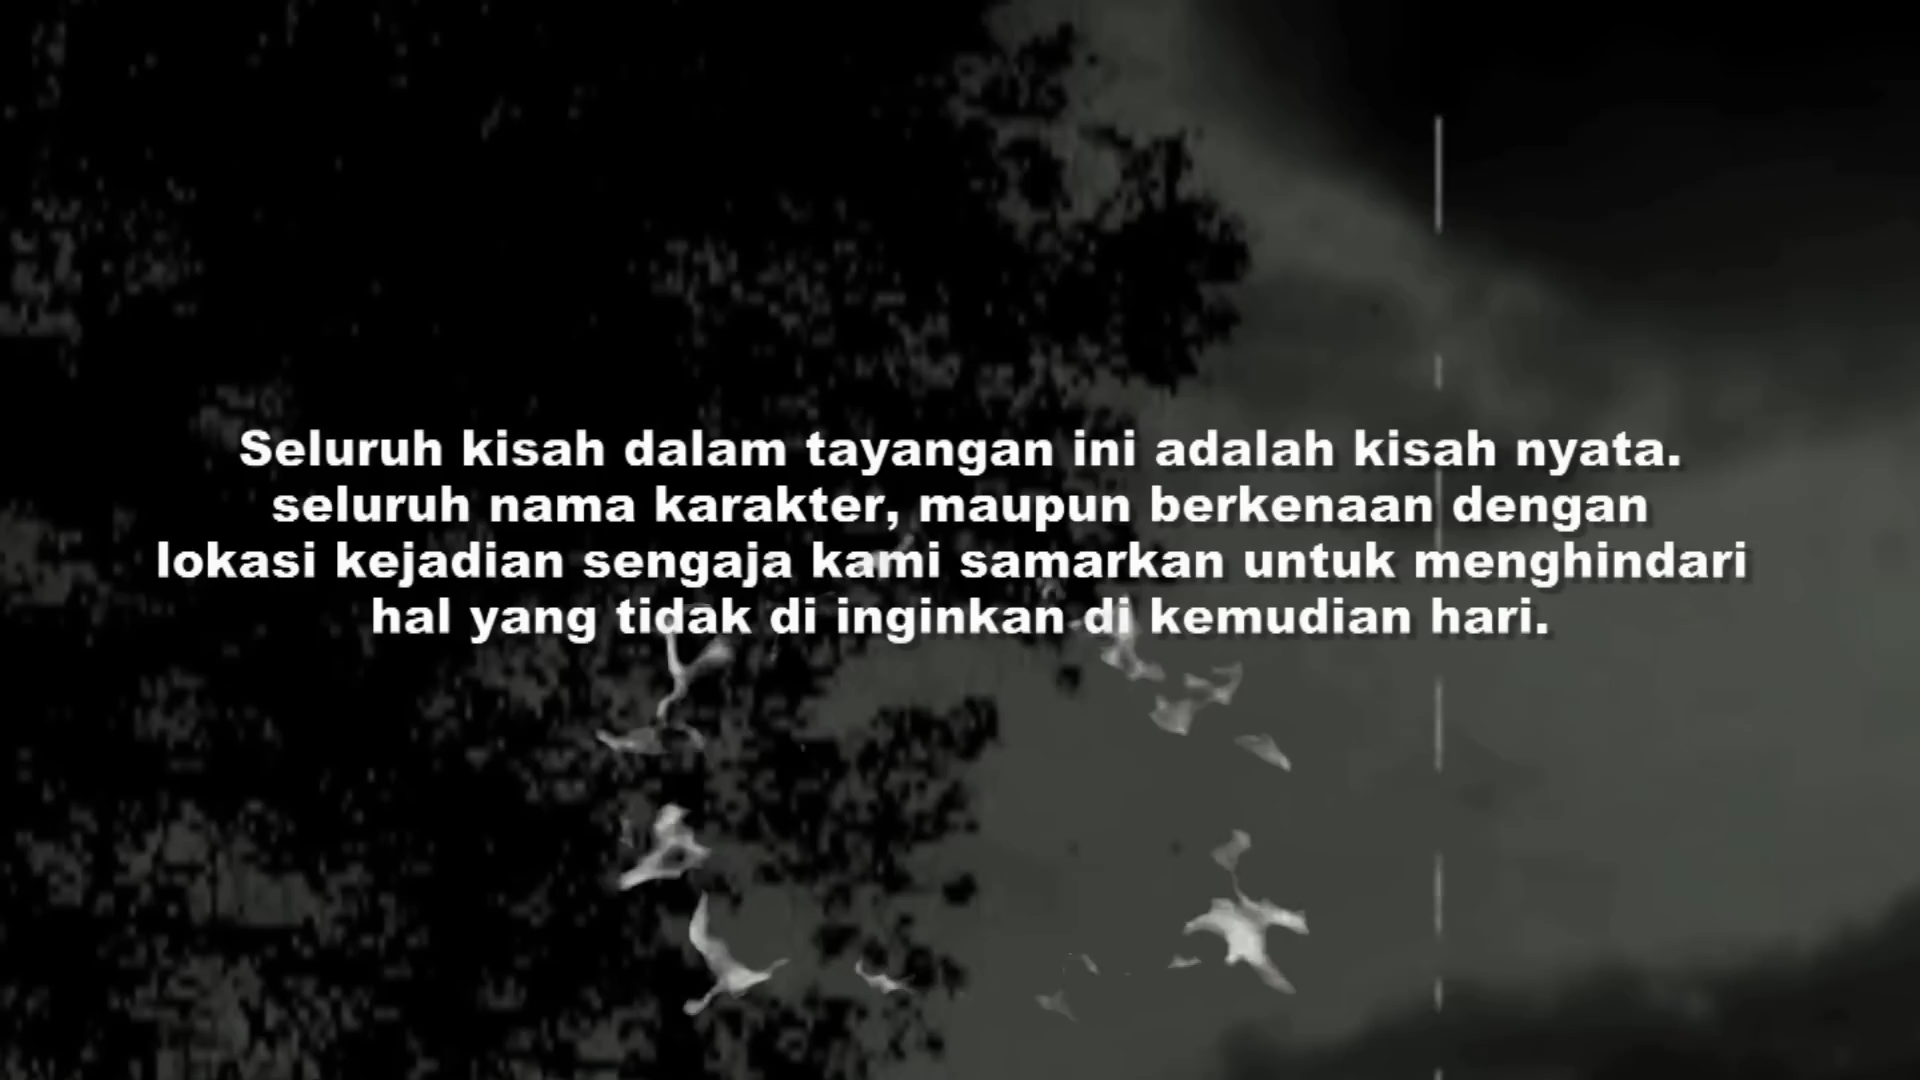 Seluruh kisah dalam tayangan ini adalah kisah nyata.
seluruh nama karakter, maupun berkenaan dengan
lokasi kejadian sengaja kami samarkan untuk menghindari
hal yang tidak di inginkan di kemudian hari.